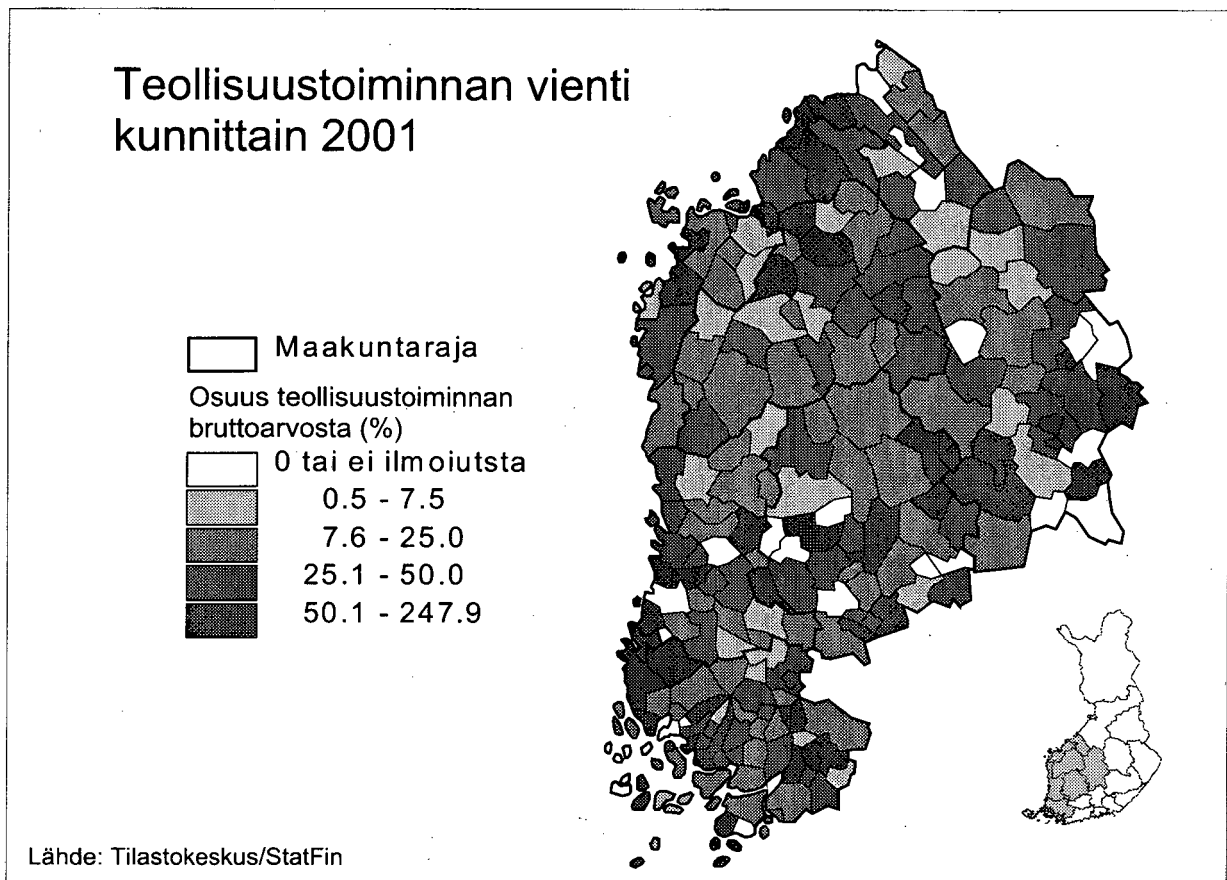 Teollisuustoiminnan vienti
kunnittain 2001
Maakuntaraja
Osuus teollisuustoiminnan
bruttoarvosta (%)
0 tai ei ilmoiutsta
0.5 - 7.5
7.6 - 25.0
25.1 - 50.0
50.1 - 247.9
Lähde: Tilastokeskus/StatFin